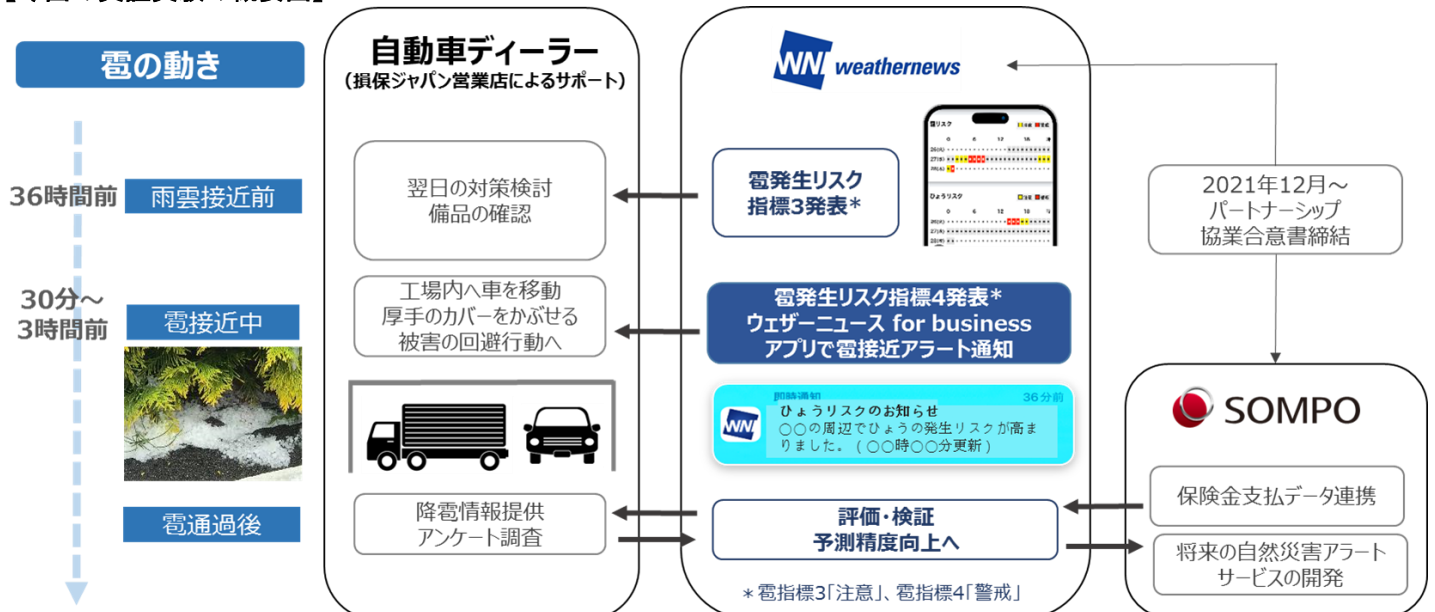 雹の動き
36時間前
雨雲接近前
30分～
3時間前
雹接近中
雹通過後
自動車ディーラー
(損保ジャパン営業店によるサポート)
翌日の対策検討
備品の確認
工場内へ車を移動
厚手のカバーをかぶせる
被害の回避行動へ
降雹情報提供
アンケート調査
WNI weathernews
雹発生リスク
指標3発表*
ひょうリスク
雹発生リスク指標4発表*
ウェザーニュース for business
アプリで雹接近アラート通知
即時通知 36分前
WNI
ひょうリスクのお知らせ
○○の周辺でひょうの発生リスクが高ま
りました。(○○時○○分更新)
評価・検証
予測精度向上へ
*雹指標3「注意」、雹指標4「警戒」
2021年12月～
パートナーシップ
協業合意書締結
SOMPO
保険金支払データ連携
将来の自然災害アラート
サービスの開発